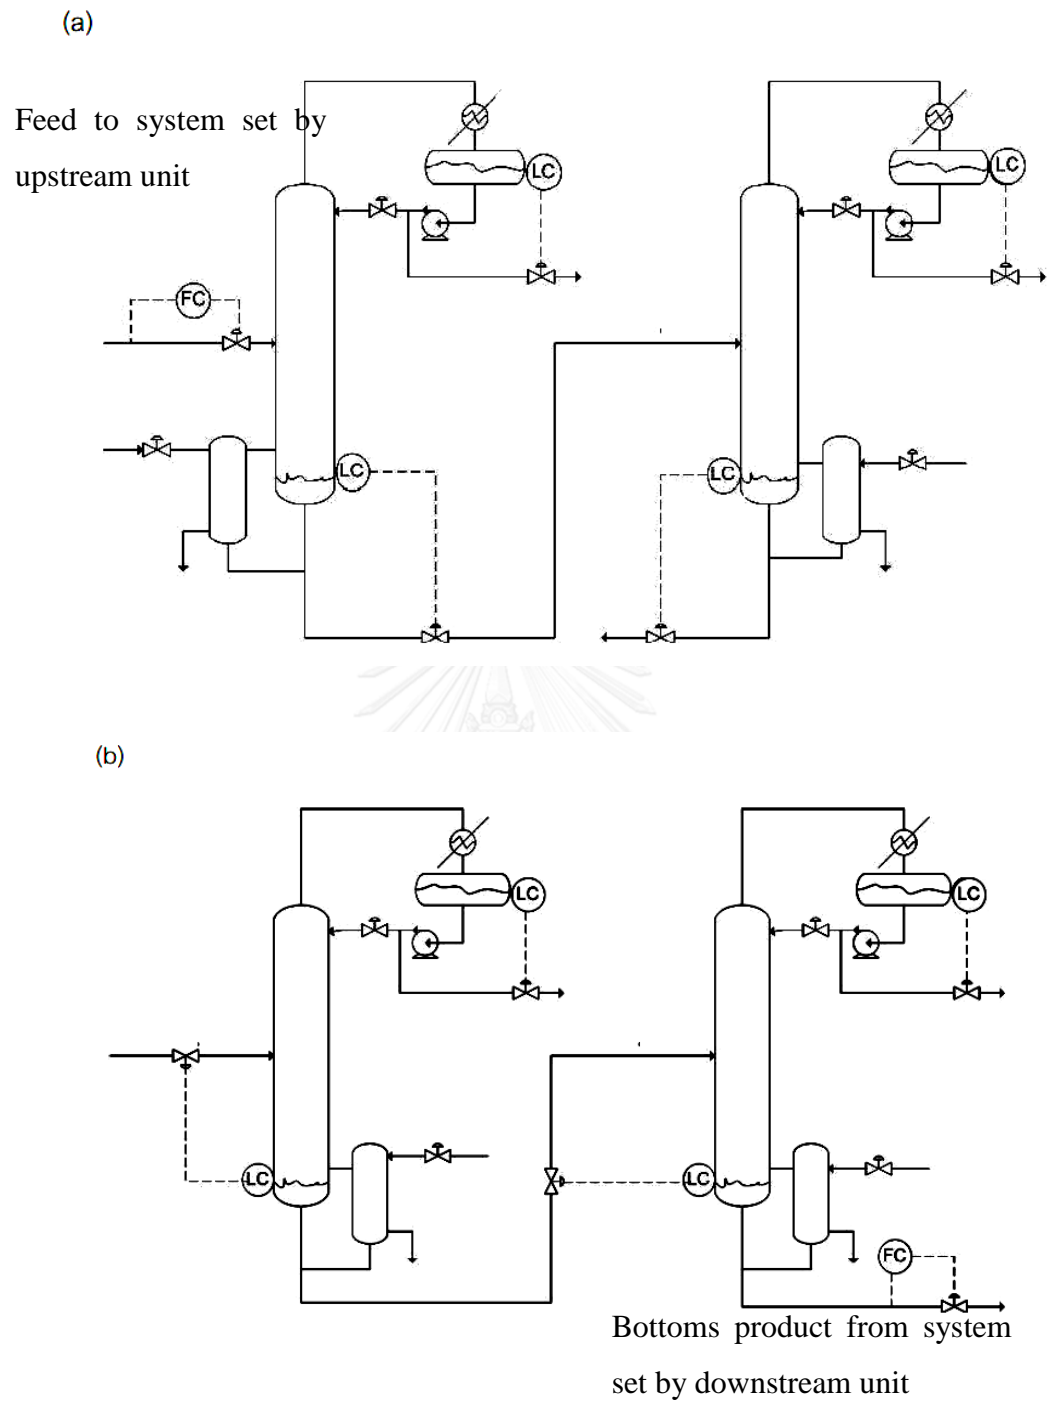 (a)
Feed to system set by
upstream unit
LC
LC
FC
LC
LC
(b)
LC
LC
LC
LC
FC
Bottoms product from system
set by downstream unit